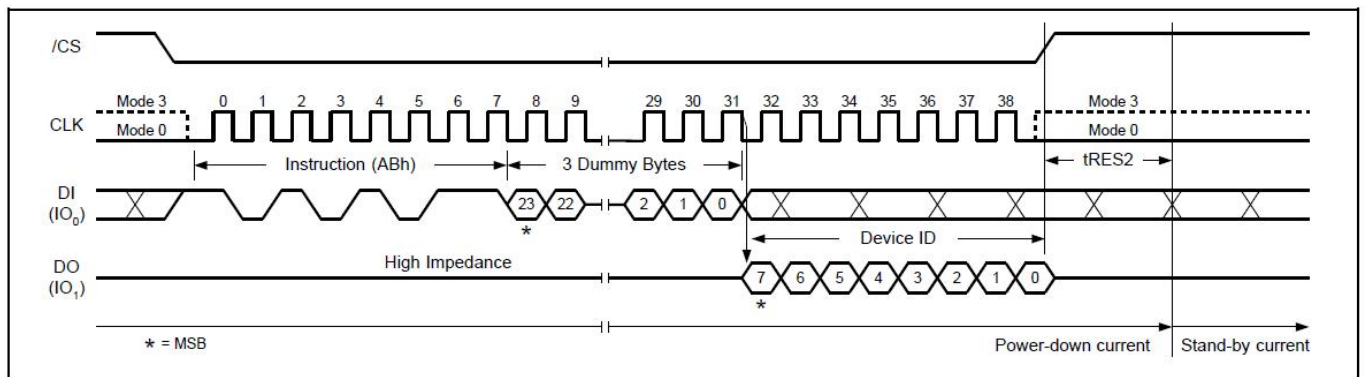 /CS
Mode 3 0 1 2 3 4 5 6 7 8 9 29 30 31 32 33 34 35 36 37 38 Mode 3
CLK
Mode 0 Mode 0
Instruction (ABh) 3 Dummy Bytes tRES2
DI
(IO0)
23 22 2 1 0
*
Device ID
High Impedance
DO
(IO1)
7 6 5 4 3 2 1 0
*
* = MSB
Power-down current Stand-by current